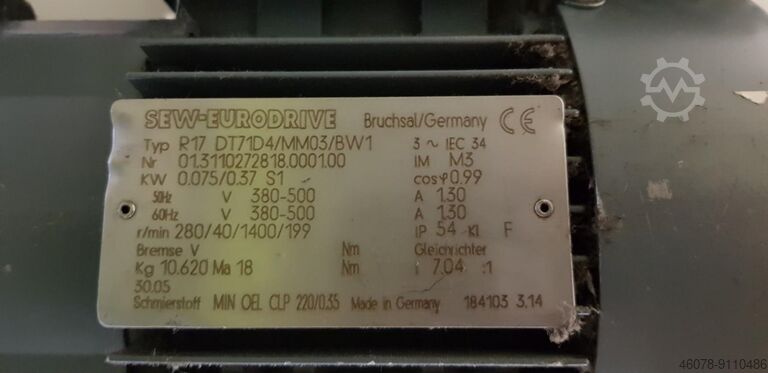 SEW-EURODRIVE Bruchsal/Germany CE
Typ R17 DT71D4/MM03/BW1 3 ~ IEC 34
Nr 01.3110272818.0001.00 IM M3
KW 0.075/0.37 S1 cosφ 0.99
50Hz V 380-500 A 1.30
60Hz V 380-500 A 1.30
r/min 280/40/1400/199 IP 54 Kl F
Bremse V Nm Gleichrichter
Kg 10.620 Ma 18 Nm i 7.04 :1
30.05
Schmierstoff MIN OEL CLP 220/0.35 Made in Germany 184103 3.14
46078-9110486